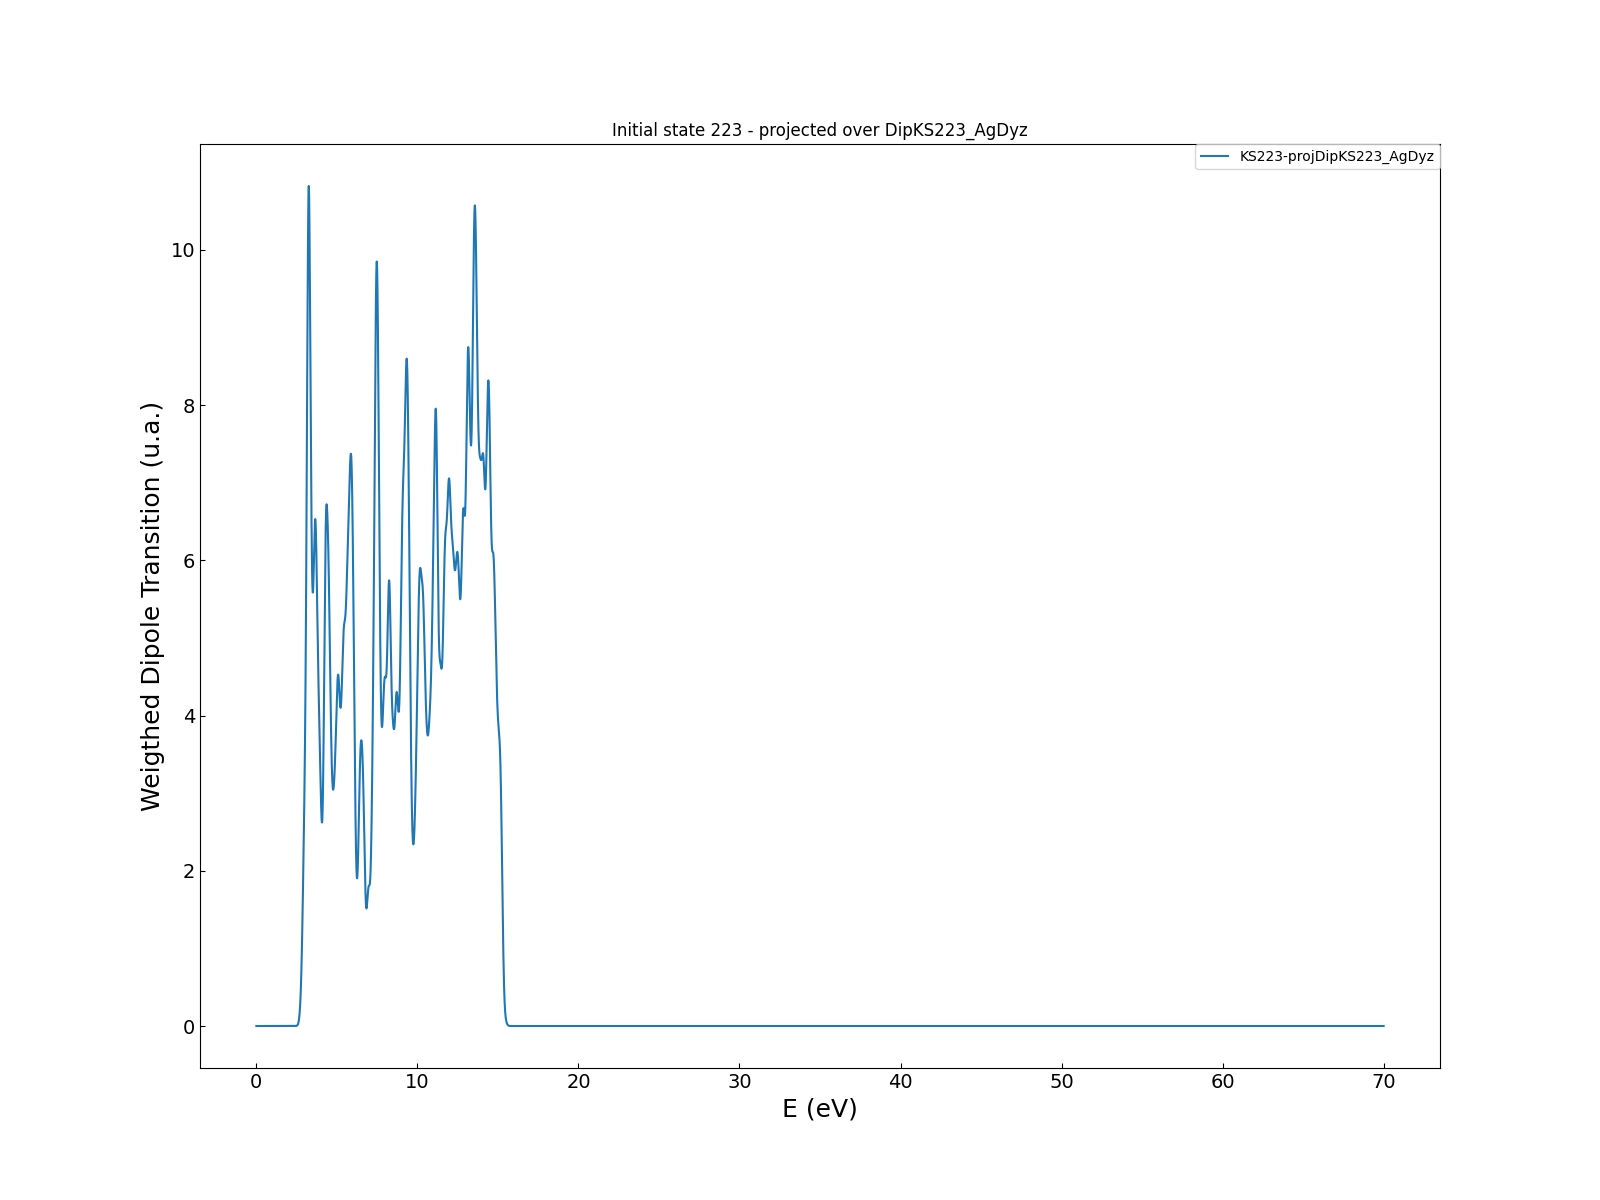 Initial state 223 - projected over DipKS223_AgDyz
KS223-projDipKS223_AgDyz
Weigthed Dipole Transition (u.a.)
10
8
6
4
2
0
0 10 20 30 40 50 60 70
E (eV)